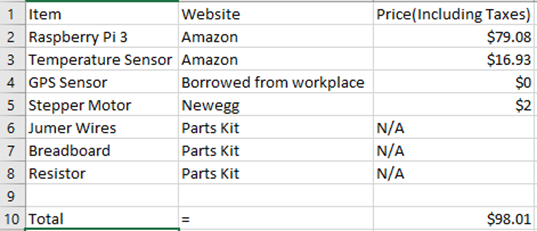 1 Item Website Price(Including Taxes)
2 Raspberry Pi 3 Amazon $79.08
3 Temperature Sensor Amazon $16.93
4 GPS Sensor Borrowed from workplace $0
5 Stepper Motor Newegg $2
6 Jumer Wires Parts Kit N/A
7 Breadboard Parts Kit N/A
8 Resistor Parts Kit N/A
9
10 Total = $98.01